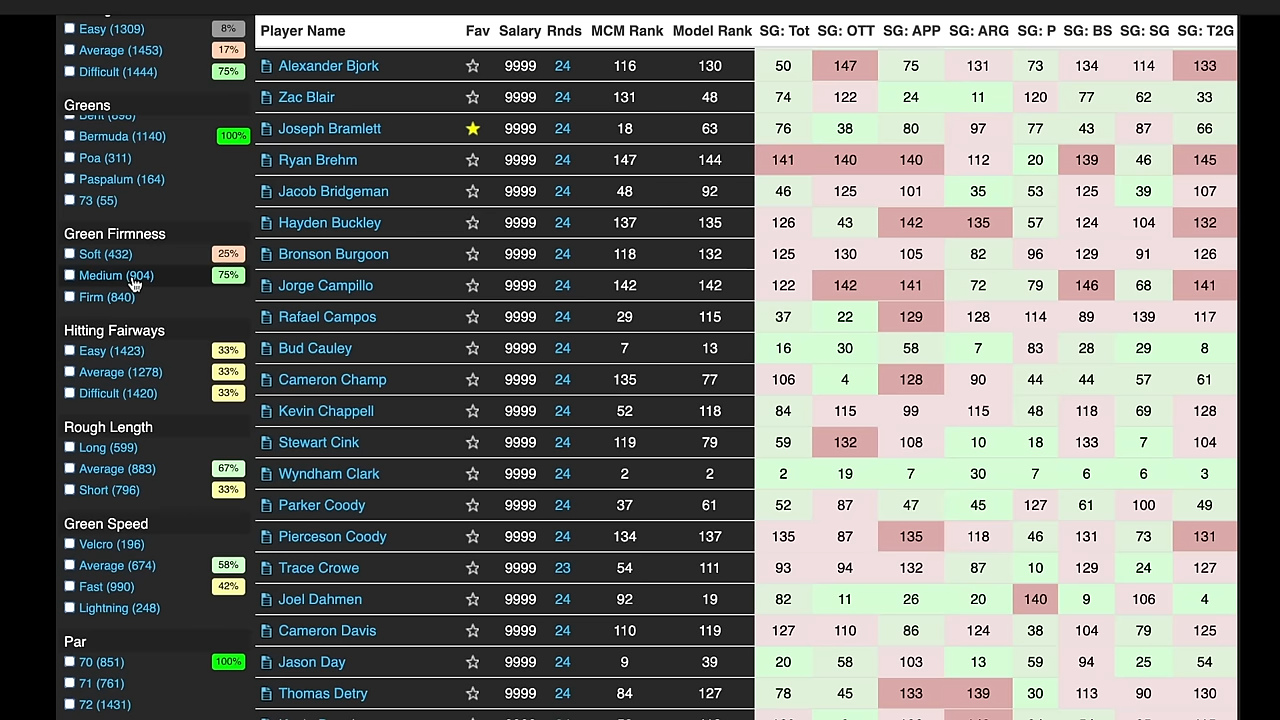 Easy (1309) 8%
Average (1453) 17%
Difficult (1444) 75%
Greens
Bent (898)
Bermuda (1140) 100%
Poa (311)
Paspalum (164)
73 (55)
Green Firmness
Soft (432) 25%
Medium (904) 75%
Firm (840)
Hitting Fairways
Easy (1423) 33%
Average (1278) 33%
Difficult (1420) 33%
Rough Length
Long (599)
Average (883) 67%
Short (796) 33%
Green Speed
Velcro (196)
Average (674) 58%
Fast (990) 42%
Lightning (248)
Par
70 (851) 100%
71 (761)
72 (1431)
Player Name Fav Salary Rnds MCM Rank Model Rank SG: Tot SG: OTT SG: APP SG: ARG SG: P SG: BS SG: SG SG: T2G
Alexander Bjork 9999 24 116 130 50 147 75 131 73 134 114 133
Zac Blair 9999 24 131 48 74 122 24 11 120 77 62 33
Joseph Bramlett 9999 24 18 63 76 38 80 97 77 43 87 66
Ryan Brehm 9999 24 147 144 141 140 140 112 20 139 46 145
Jacob Bridgeman 9999 24 48 92 46 125 101 35 53 125 39 107
Hayden Buckley 9999 24 137 135 126 43 142 135 57 124 104 132
Bronson Burgoon 9999 24 118 132 125 130 105 82 96 129 91 126
Jorge Campillo 9999 24 142 142 122 142 141 72 79 146 68 141
Rafael Campos 9999 24 29 115 37 22 129 128 114 89 139 117
Bud Cauley 9999 24 7 13 16 30 58 7 83 28 29 8
Cameron Champ 9999 24 135 77 106 4 128 90 44 44 57 61
Kevin Chappell 9999 24 52 118 84 115 99 115 48 118 69 128
Stewart Cink 9999 24 119 79 59 132 108 10 18 133 7 104
Wyndham Clark 9999 24 2 2 2 19 7 30 7 6 6 3
Parker Coody 9999 24 37 61 52 87 47 45 127 61 100 49
Pierceson Coody 9999 24 134 137 135 87 135 118 46 131 73 131
Trace Crowe 9999 23 54 111 93 94 132 87 10 129 24 127
Joel Dahmen 9999 24 92 19 82 11 26 20 140 9 106 4
Cameron Davis 9999 24 110 119 127 110 86 124 38 104 79 125
Jason Day 9999 24 9 39 20 58 103 13 59 94 25 54
Thomas Detry 9999 24 84 127 78 45 133 139 30 113 90 130